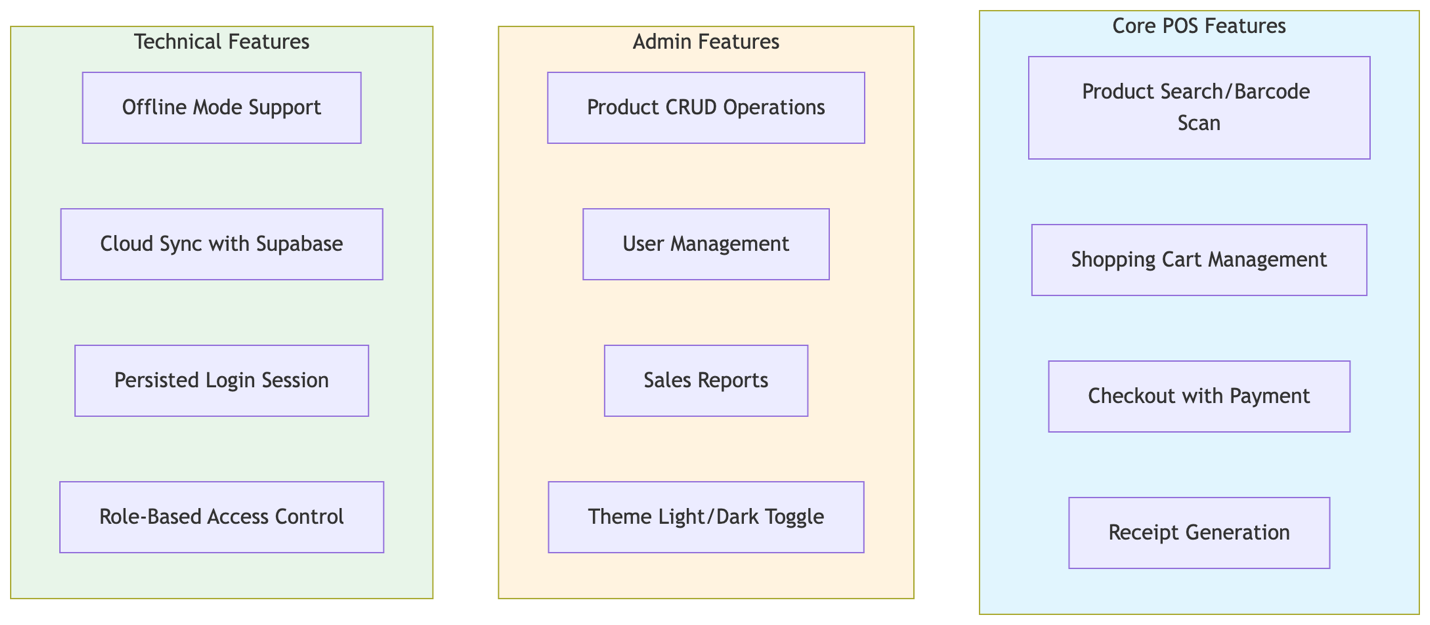 Technical Features
Offline Mode Support
Cloud Sync with Supabase
Persisted Login Session
Role-Based Access Control
Admin Features
Product CRUD Operations
User Management
Sales Reports
Theme Light/Dark Toggle
Core POS Features
Product Search/Barcode
Scan
Shopping Cart Management
Checkout with Payment
Receipt Generation